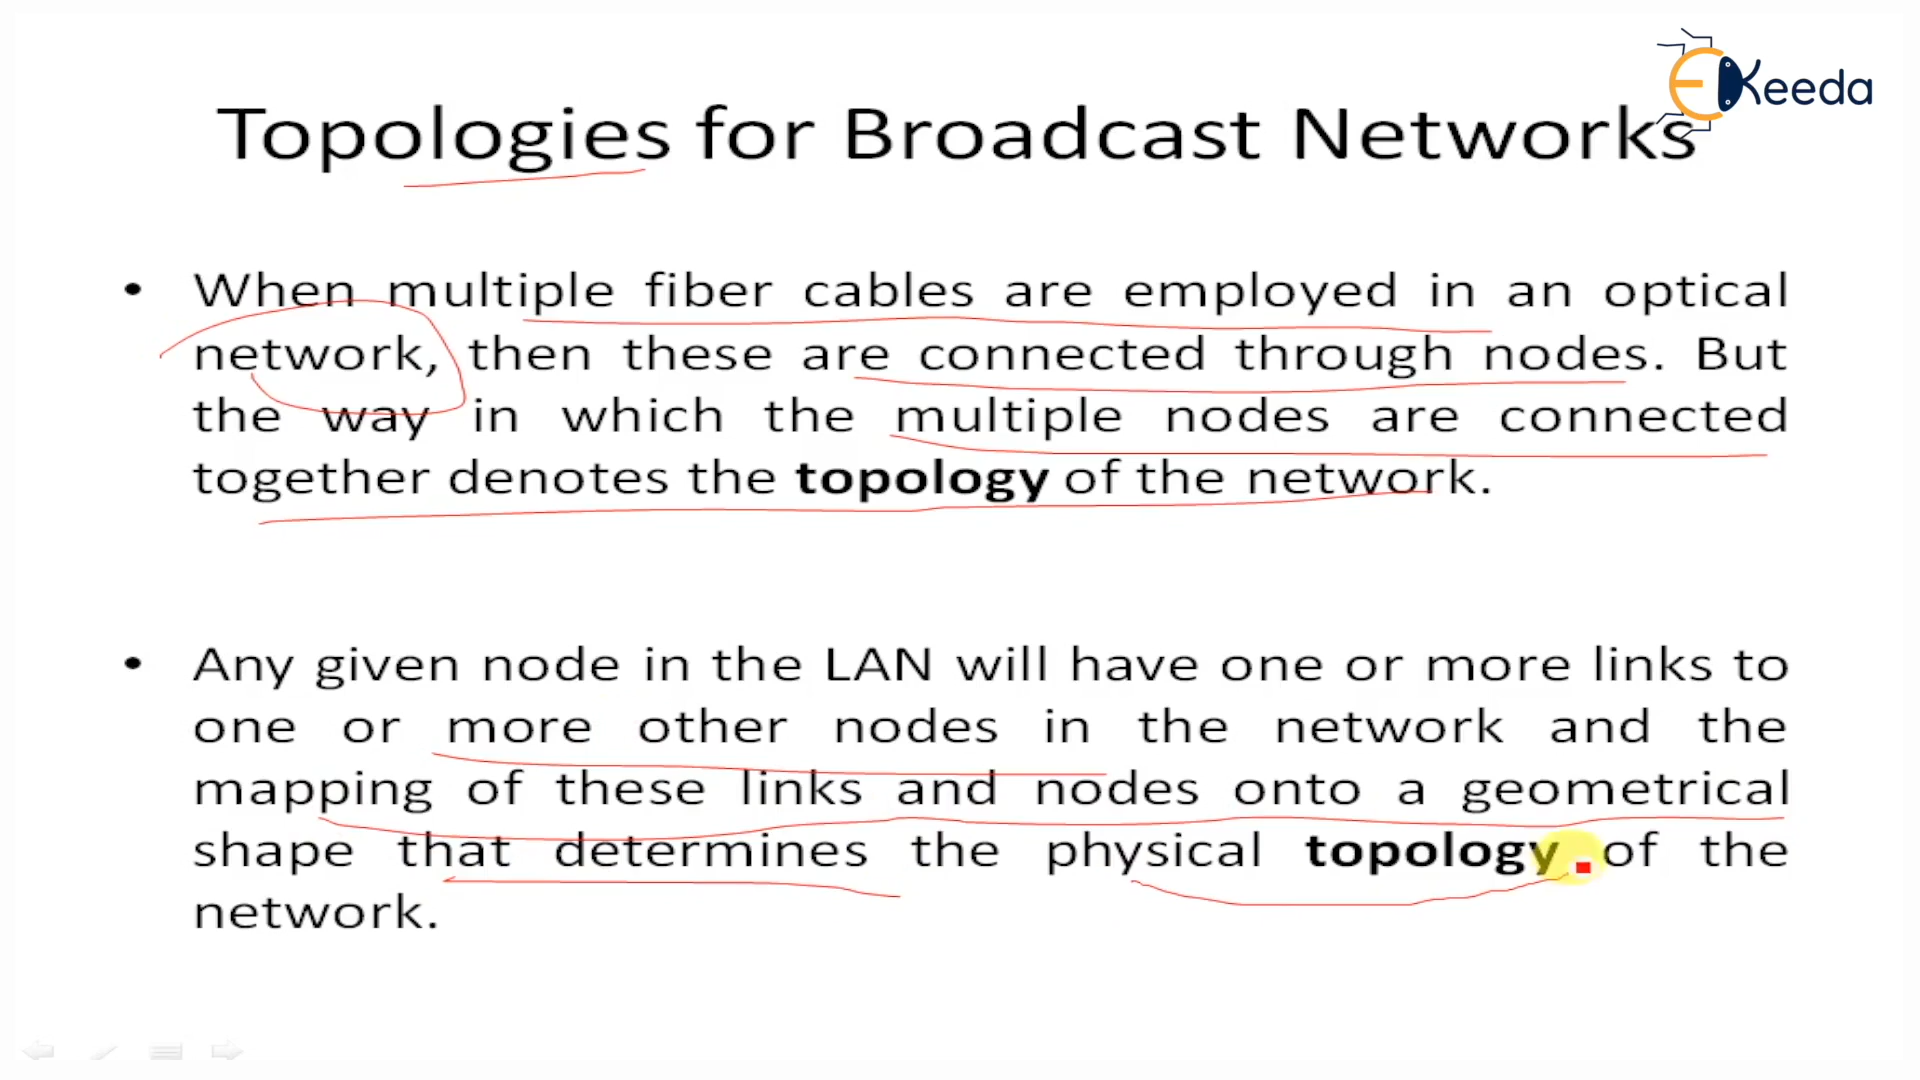 EKeeda
Topologies for Broadcast Networks
• When multiple fiber cables are employed in an optical
network, then these are connected through nodes. But
the way in which the multiple nodes are connected
together denotes the topology of the network.
• Any given node in the LAN will have one or more links to
one or more other nodes in the network and the
mapping of these links and nodes onto a geometrical
shape that determines the physical topology of the
network.